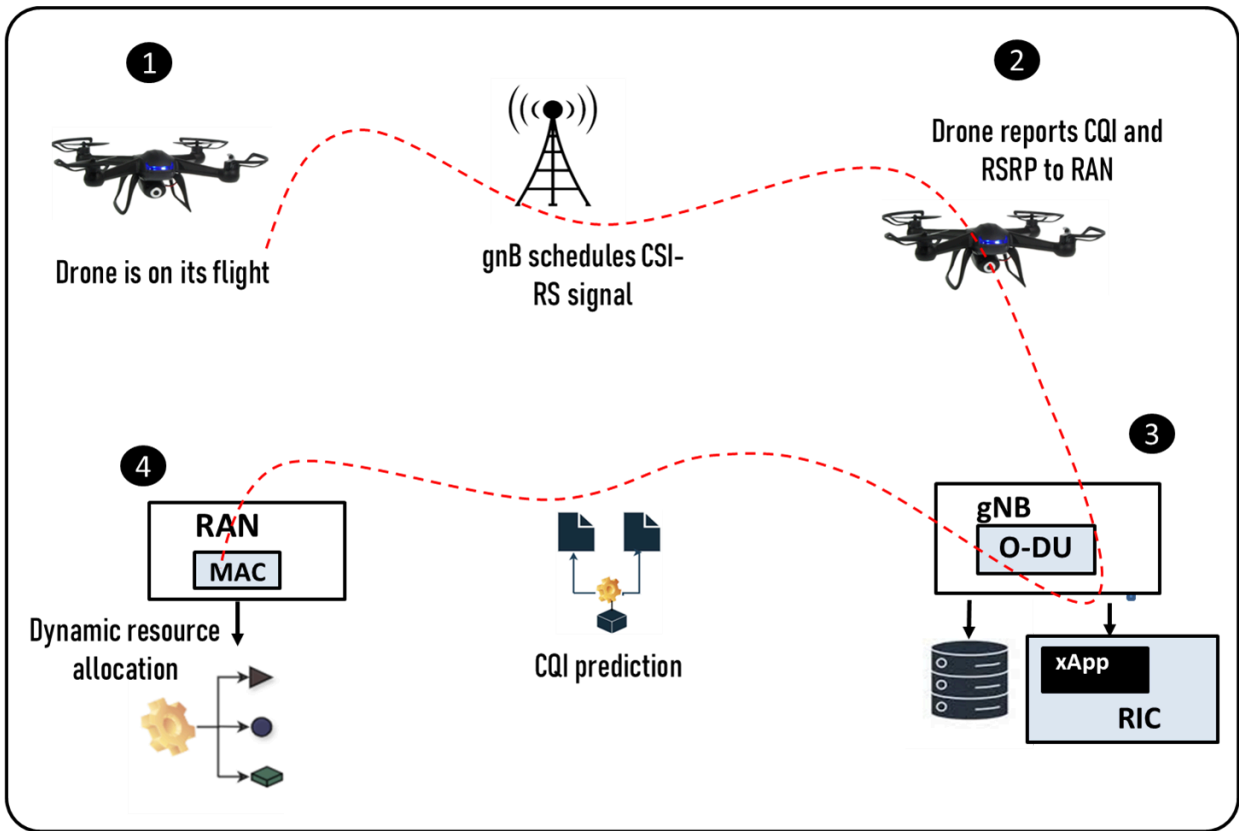 1
Drone is on its flight
gnB schedules CSI-
RS signal
2
Drone reports CQI and
RSRP to RAN
3
gNB
O-DU
xApp
RIC
CQI prediction
4
RAN
MAC
Dynamic resource
allocation